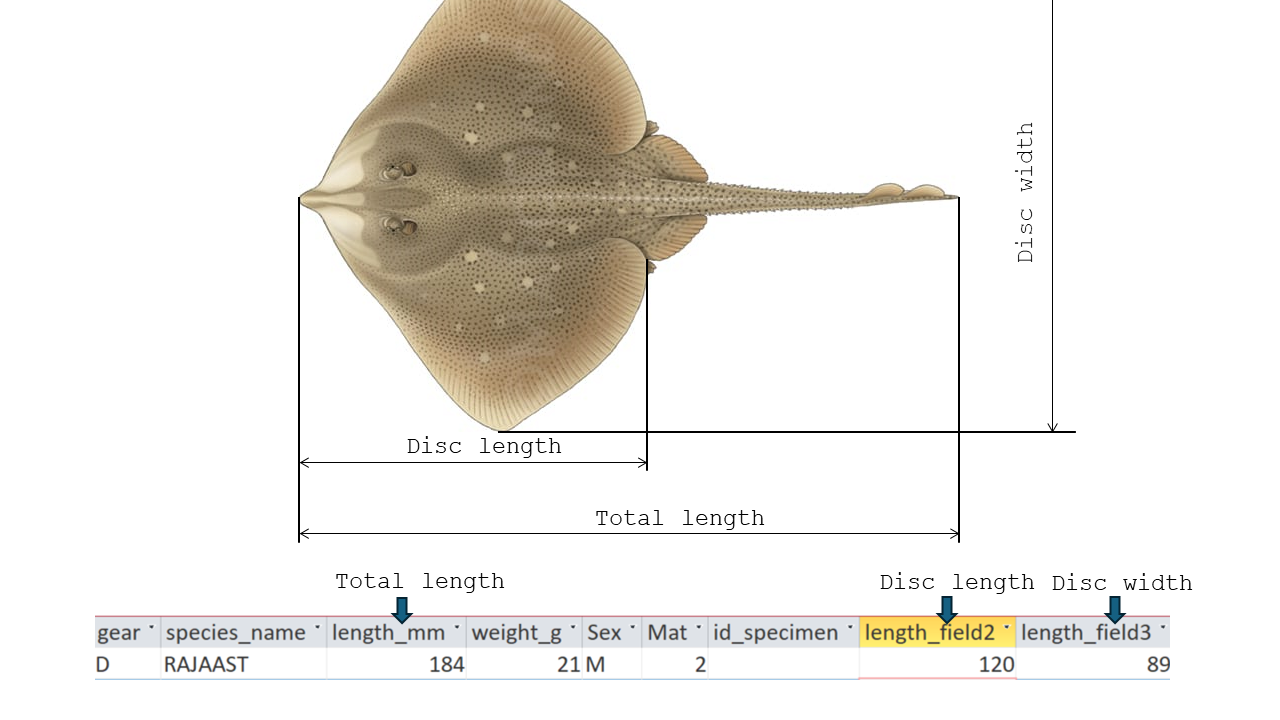 Disc width
Disc length
Total length
Total length Disc length Disc width
gear species_name length_mm weight_g Sex Mat id_specimen length_field2 length_field3
D RAJAAST 184 21 M 2 120 89